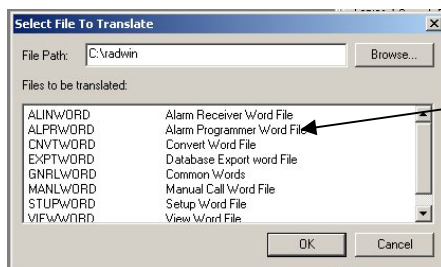 Select File To Translate
File Path: C:\radwin Browse...
Files to be translated:
ALINWORD Alarm Receiver Word File
ALPRWORD Alarm Programmer Word File
CNVTWORD Convert Word File
EXPTWORD Database Export word File
GNRLWORD Common Words
MANLWORD Manual Call Word File
STUPWORD Setup Word File
VIEWWORD View Word File
OK Cancel